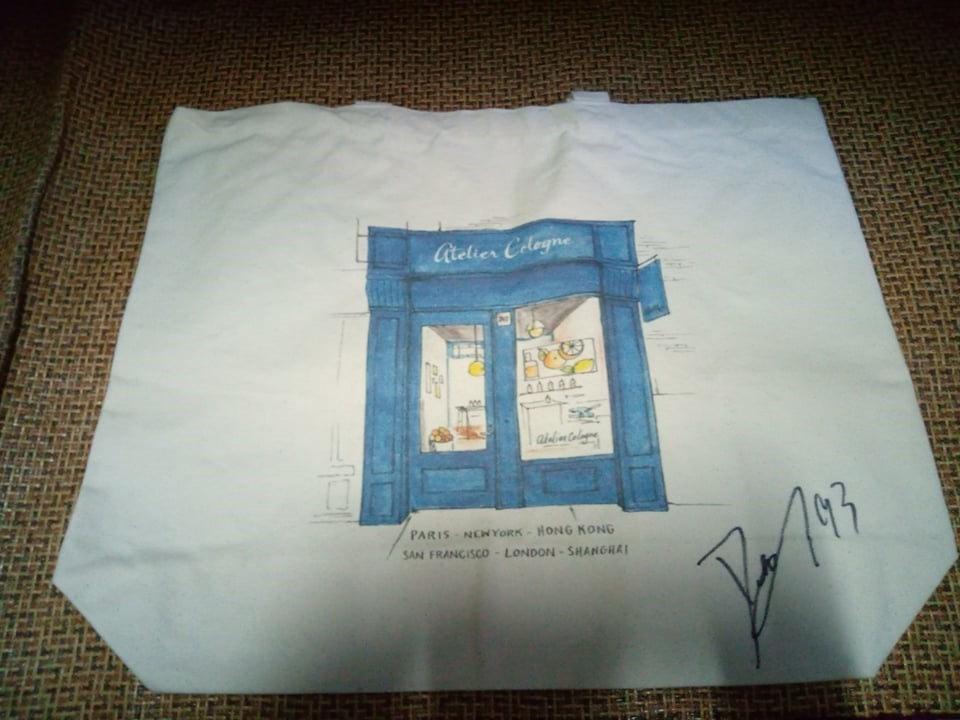 Atelier Cologne
Atelier Cologne
PARIS - NEWYORK - HONG KONG
SAN FRANCISCO - LONDON - SHANGHAI